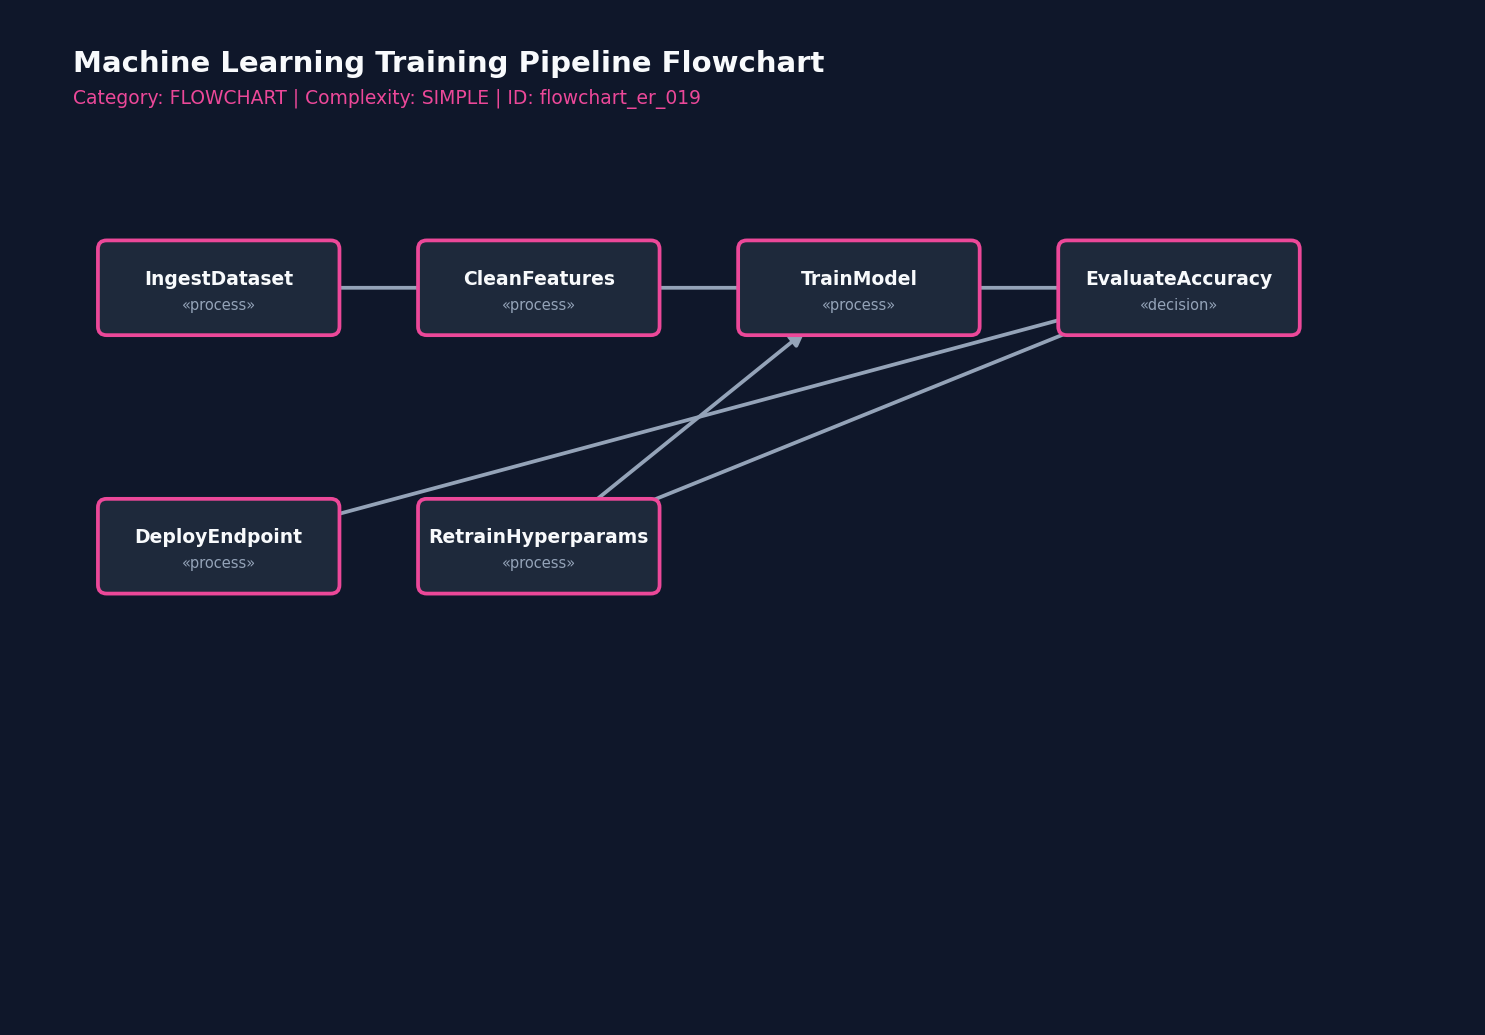 Machine Learning Training Pipeline Flowchart
Category: FLOWCHART | Complexity: SIMPLE | ID: flowchart_er_019
IngestDataset
«process»
CleanFeatures
«process»
TrainModel
«process»
EvaluateAccuracy
«decision»
DeployEndpoint
«process»
RetrainHyperparams
«process»